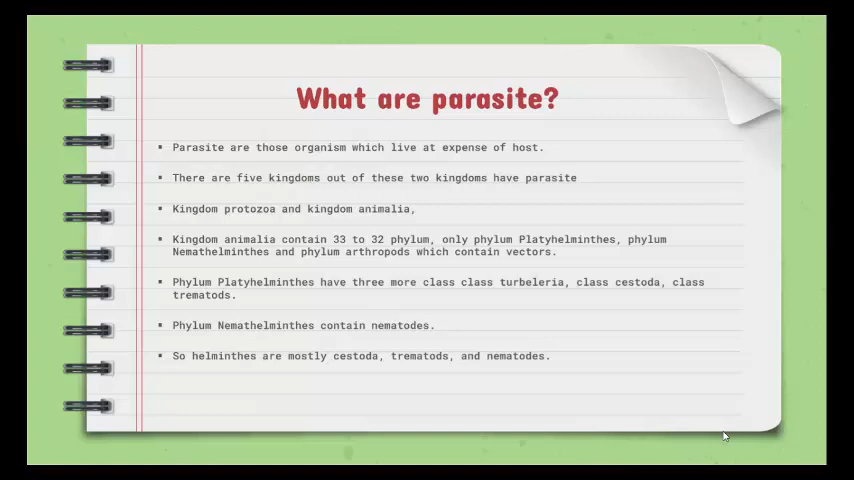 What are parasite?
▪ Parasite are those organism which live at expense of host.
▪ There are five kingdoms out of these two kingdoms have parasite
▪ Kingdom protozoa and kingdom animalia,
▪ Kingdom animalia contain 33 to 32 phylum, only phylum Platyhelminthes, phylum
Nemathelminthes and phylum arthropods which contain vectors.
▪ Phylum Platyhelminthes have three more class class turbeleria, class cestoda, class
trematods.
▪ Phylum Nemathelminthes contain nematodes.
▪ So helminthes are mostly cestoda, trematods, and nematodes.